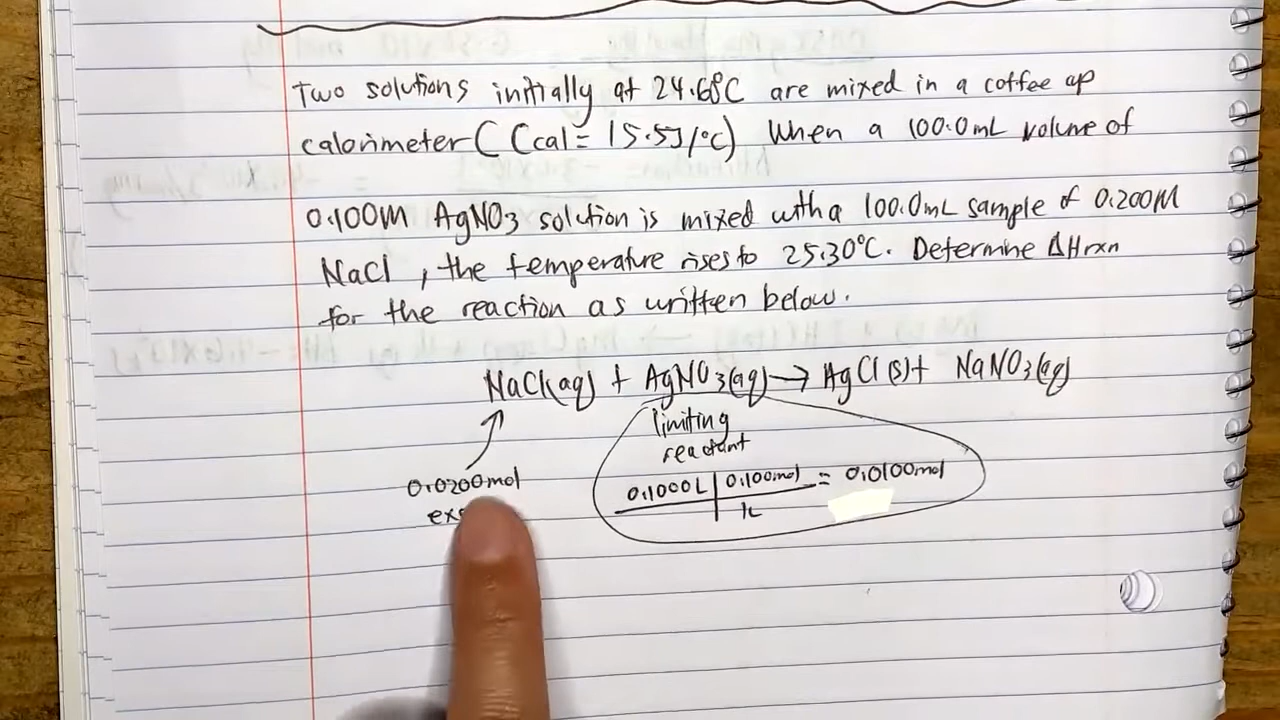 Two solutions initially at 24.68°C are mixed in a coffee cup
calorimeter (Ccal = 15.5J/°C) When a 100.0mL volume of
0.100M AgNO3 solution is mixed with a 100.0mL sample of 0.200M
NaCl, the temperature rises to 25.30°C. Determine ΔHrxn
for the reaction as written below.
NaCl(aq) + AgNO3(aq) → AgCl(s) + NaNO3(aq)
limiting
reactant
0.0200mol
0.1000L | 0.100mol = 0.0100mol
1L